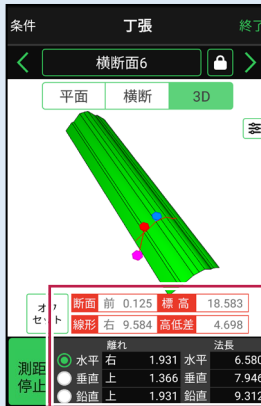 条件 丁張 終了
横断面6
平面 横断 3D
オフセット
断面 前 0.125 標高 18.583
線形 右 9.584 高低差 4.698
離れ 法長
測距停止
水平 右 1.931 水平 6.580
垂直 上 1.366 垂直 7.946
鉛直 上 1.931 鉛直 9.312